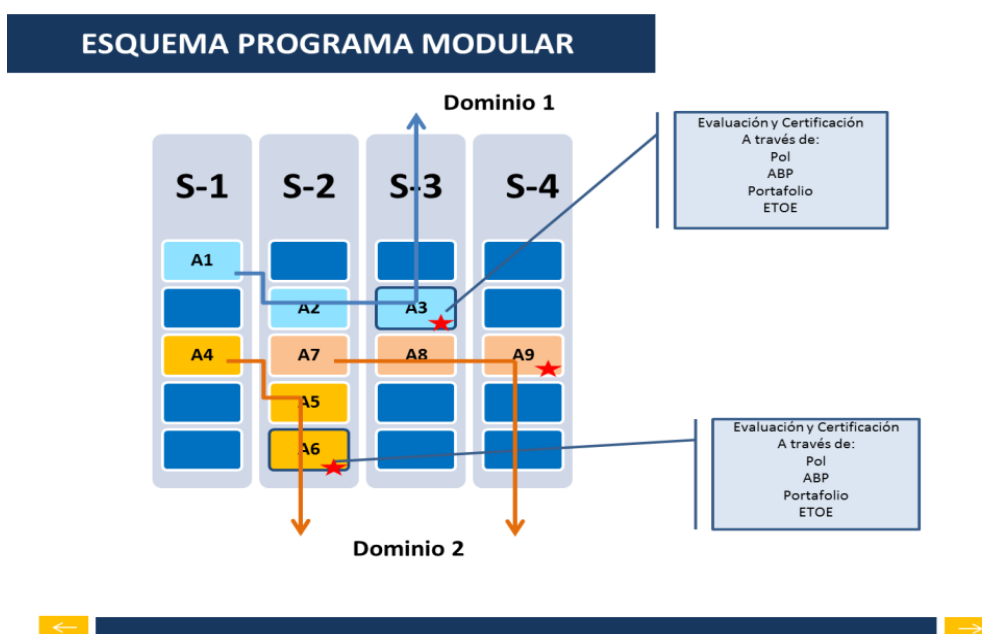 ESQUEMA PROGRAMA MODULAR
Dominio 1
Evaluación y Certificación
A través de:
Pol
ABP
Portafolio
ETOE
S-1 S-2 S-3 S-4
A1
A2 A3
A4 A7 A8 A9
A5
A6
Evaluación y Certificación
A través de:
Pol
ABP
Portafolio
ETOE
Dominio 2